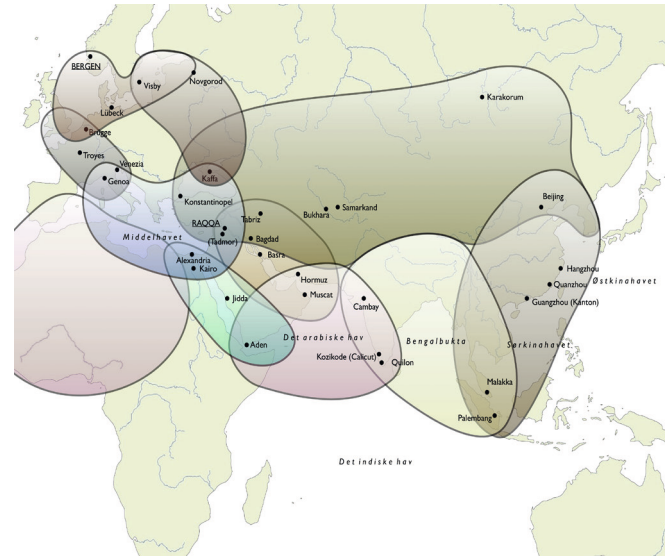 BERGEN
Visby
Novgorod
Lübeck
Brügge
Troyes
Venezia
Genoa
Kaffa
Karakorum
Konstantinopel
RAQQA
(Tadmor)
Tabriz
Bagdad
Basra
Bukhara
Samarkand
Beijing
Middelhavet
Alexandria
Kairo
Hormuz
Muscat
Jidda
Cambay
Hangzhou
Quanzhou
Østkinahavet
Guangzhou (Kanton)
Aden
Det arabiske hav
Bengalbukta
Sørkinahavet
Kozikode (Calicut)
Quilon
Malakka
Palembang
Det indiske hav